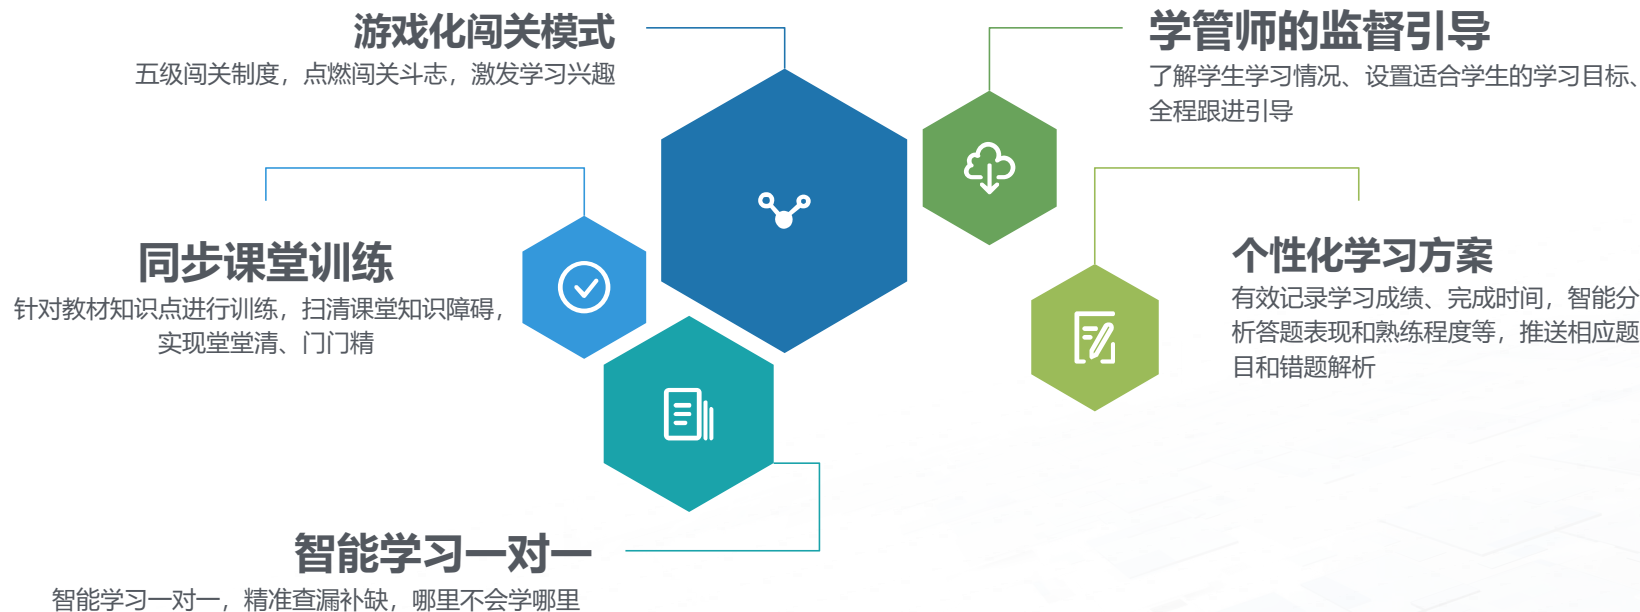 游戏化闯关模式
五级闯关制度，点燃闯关斗志，激发学习兴趣
学管师的监督引导
了解学生学习情况、设置适合学生的学习目标、
全程跟进引导
同步课堂训练
针对教材知识点进行训练，扫清课堂知识障碍，
实现堂堂清、门门精
个性化学习方案
有效记录学习成绩、完成时间，智能分
析答题表现和熟练程度等，推送相应题
目和错题解析
智能学习一对一
智能学习一对一，精准查漏补缺，哪里不会学哪里